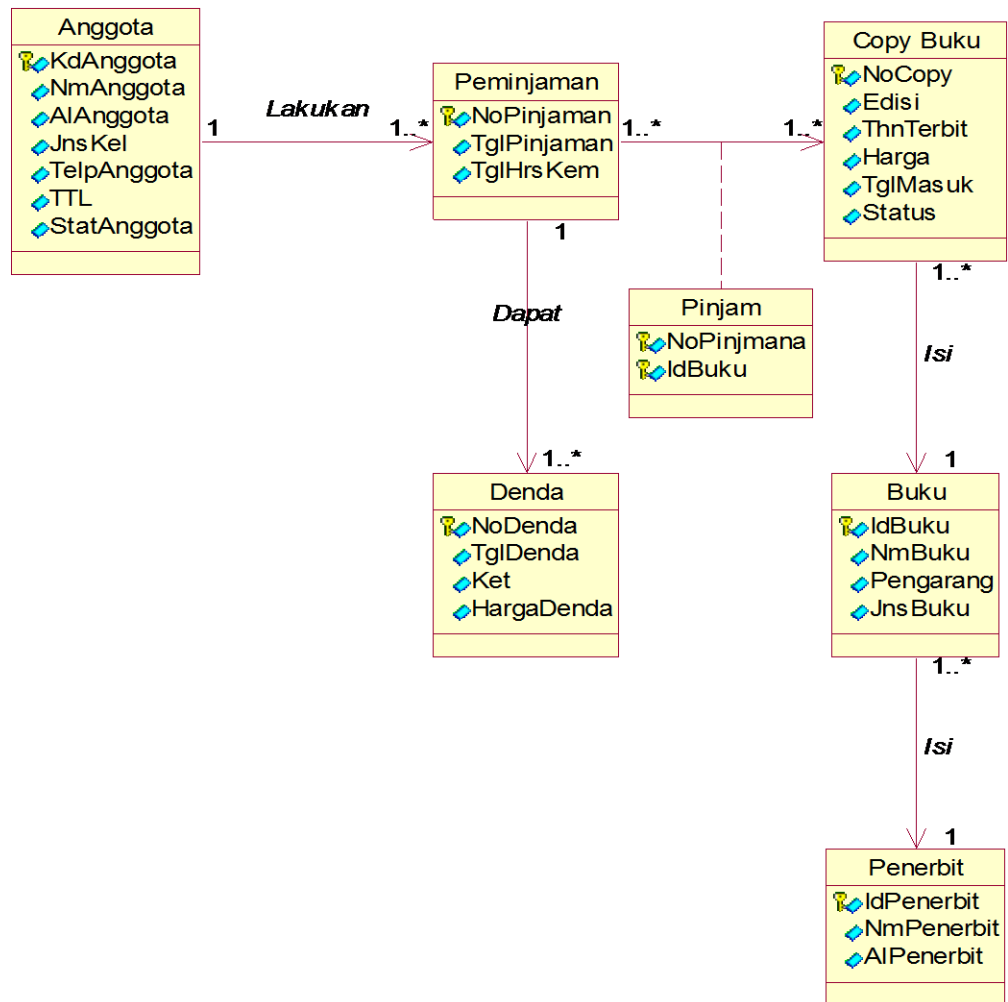 Anggota
KdAnggota
NmAnggota
AlAnggota
JnsKel
TelpAnggota
TTL
StatAnggota
1
Lakukan
1..*
Peminjaman
NoPinjaman
TglPinjaman
TglHrsKem
1..*
1..*
Copy Buku
NoCopy
Edisi
ThnTerbit
Harga
TglMasuk
Status
1
Dapat
1..*
Pinjam
NoPinjmana
IdBuku
1..*
Isi
1
Denda
NoDenda
TglDenda
Ket
HargaDenda
Buku
IdBuku
NmBuku
Pengarang
JnsBuku
1..*
Isi
1
Penerbit
IdPenerbit
NmPenerbit
AlPenerbit